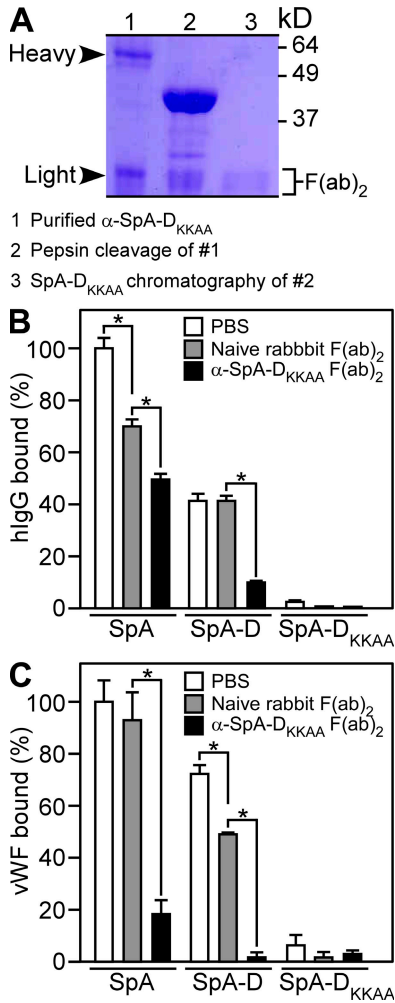 A
1 2 3 kD
Heavy
64
49
37
Light
F(ab)2
1 Purified α-SpA-DKKAA
2 Pepsin cleavage of #1
3 SpA-DKKAA chromatography of #2
B
PBS
Naive rabbbit F(ab)2
α-SpA-DKKAA F(ab)2
hIgG bound (%)
100
80
60
40
20
0
* * *
SpA SpA-D SpA-DKKAA
C
PBS
Naive rabbit F(ab)2
α-SpA-DKKAA F(ab)2
vWF bound (%)
100
80
60
40
20
0
* * *
SpA SpA-D SpA-DKKAA